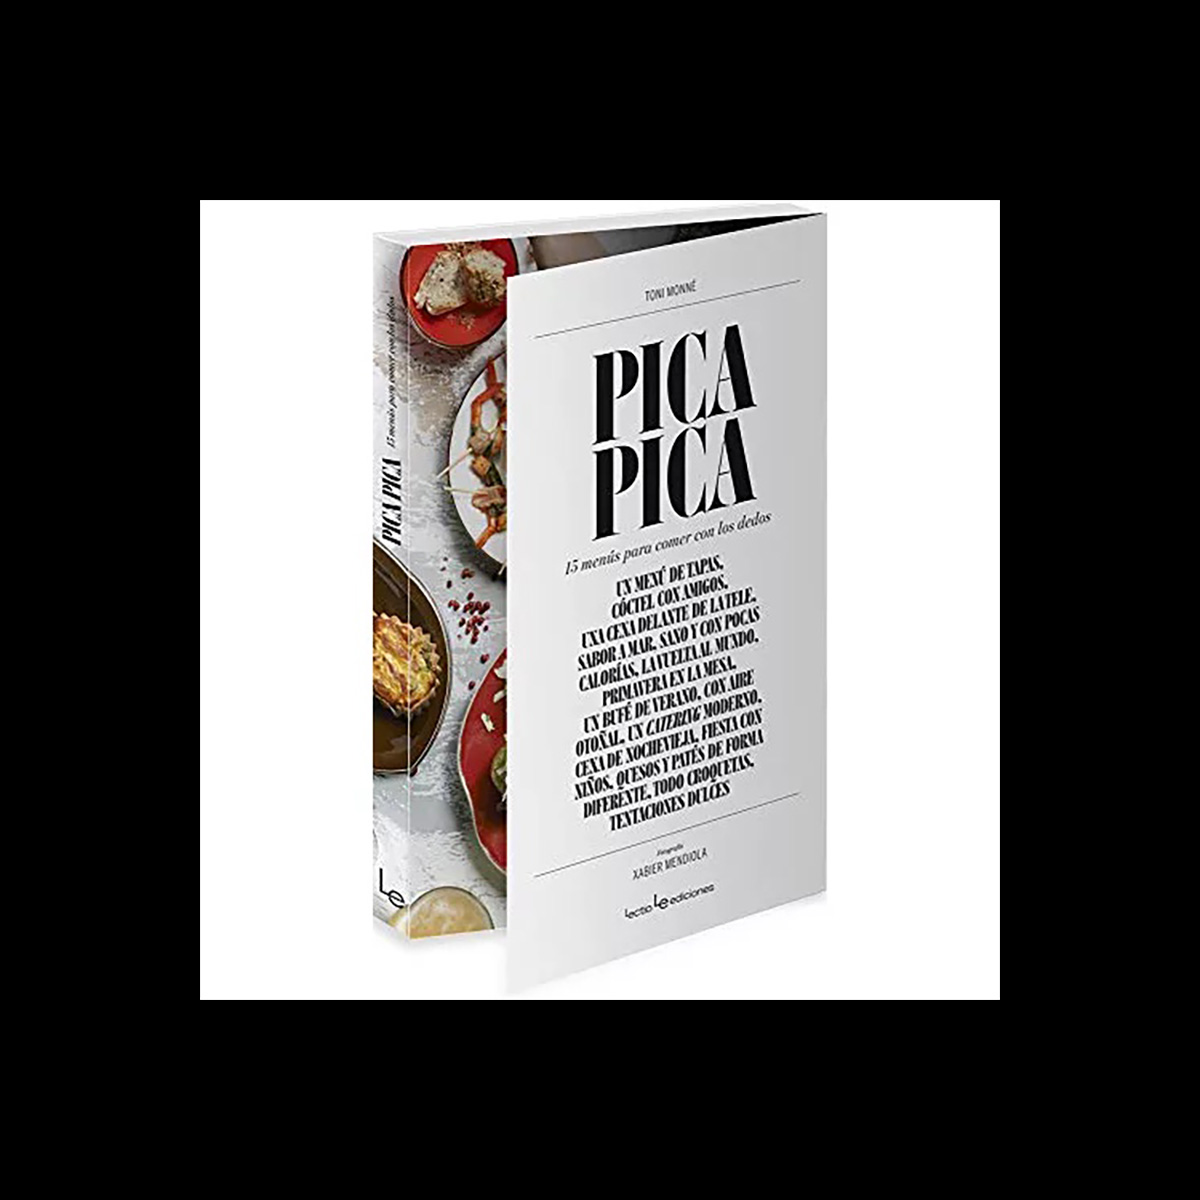 15 menús para comer con los dedos
PICA PICA
Le
TONI MONNÉ
PICA
PICA
15 menús para comer con los dedos
UN MENÚ DE TAPAS,
CÓCTEL CON AMIGOS,
UNA CENA DELANTE DE LA TELE,
SABOR A MAR, SANO Y CON POCAS
CALORÍAS, LA VUELTA AL MUNDO,
PRIMAVERA EN LA MESA,
UN BUFÉ DE VERANO, CON AIRE
OTOÑAL, UN CATERING MODERNO,
CENA DE NOCHEVIEJA, FIESTA CON
NIÑOS, QUESOS Y PATÉS DE FORMA
DIFERENTE, TODO CROQUETAS,
TENTACIONES DULCES
Fotografía
XABIER MENDIOLA
Lectio Le ediciones